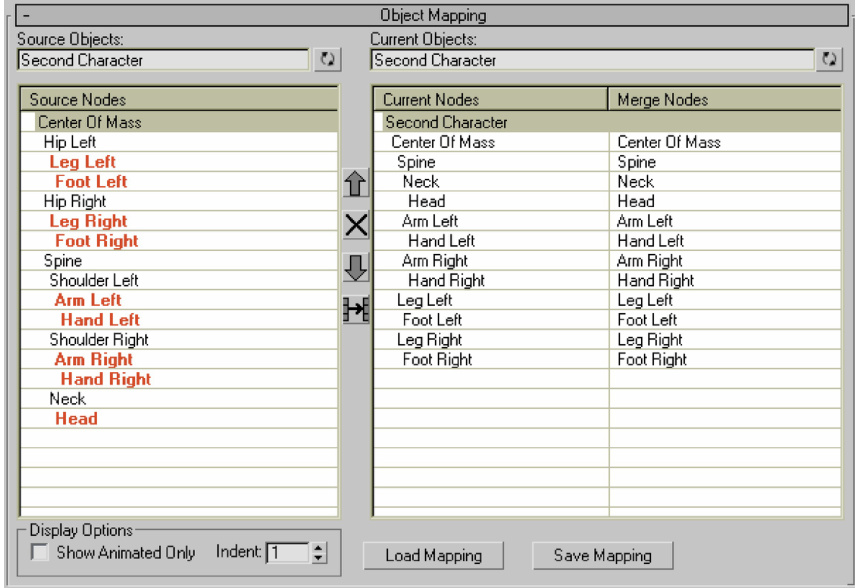 - Object Mapping
Source Objects: Current Objects:
Second Character Second Character
Source Nodes Current Nodes Merge Nodes
Center Of Mass Second Character
Hip Left Center Of Mass Center Of Mass
Leg Left Spine Spine
Foot Left Neck Neck
Hip Right Head Head
Leg Right Arm Left Arm Left
Foot Right Hand Left Hand Left
Spine Arm Right Arm Right
Shoulder Left Hand Right Hand Right
Arm Left Leg Left Leg Left
Hand Left Foot Left Foot Left
Shoulder Right Leg Right Leg Right
Arm Right Foot Right Foot Right
Hand Right
Neck
Head
Display Options
Show Animated Only Indent: 1 Load Mapping Save Mapping